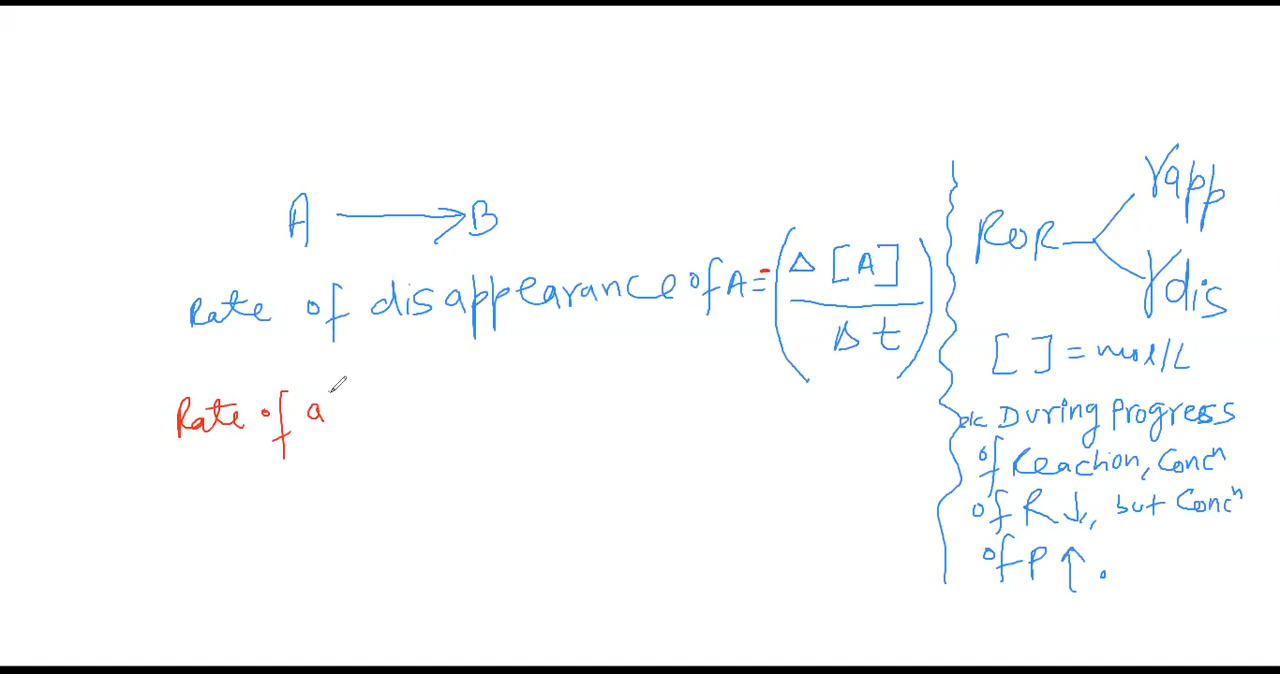 A → B
Rate of disappearance of A = - (Δ [A] / Δt)
Rate of a
ROR
rapp
rdis
[ ] = mol/L
During Progress
of Reaction, Concⁿ
of R ↓, but Concⁿ
of P ↑.